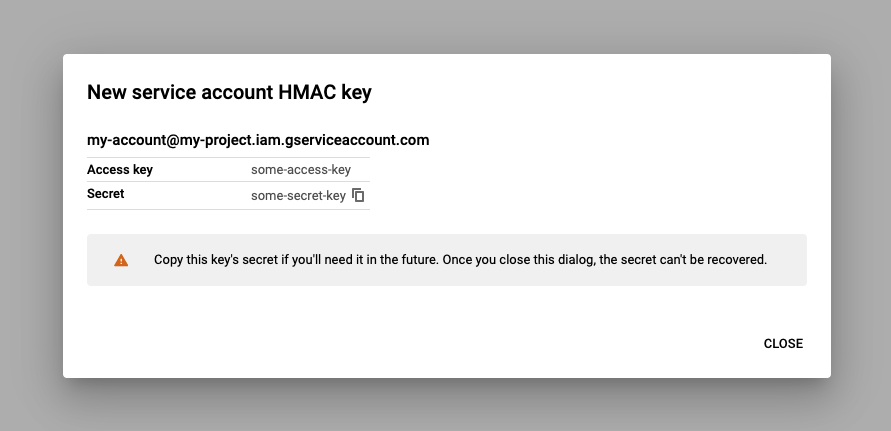 New service account HMAC key
my-account@my-project.iam.gserviceaccount.com
Access key some-access-key
Secret some-secret-key
Copy this key's secret if you'll need it in the future. Once you close this dialog, the secret can't be recovered.
CLOSE